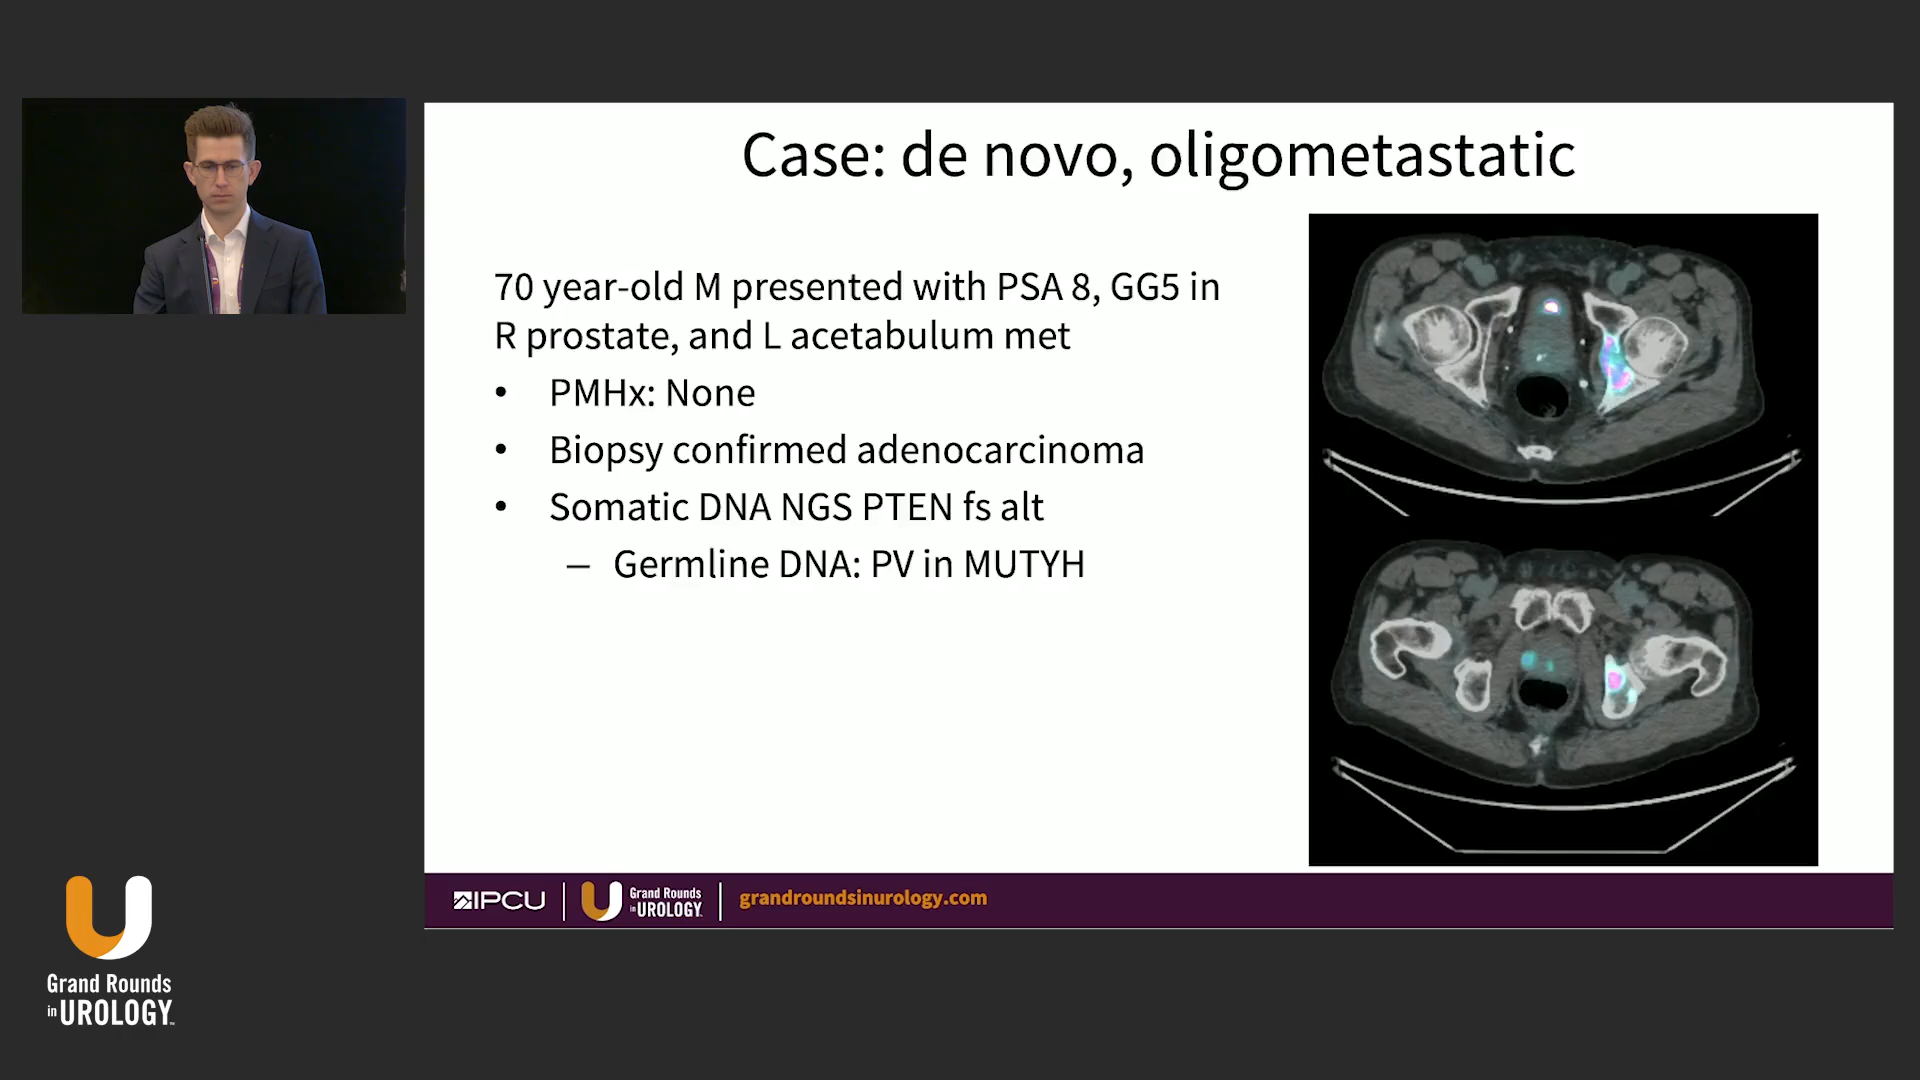 Case: de novo, oligometastatic
70 year-old M presented with PSA 8, GG5 in
R prostate, and L acetabulum met
• PMHx: None
• Biopsy confirmed adenocarcinoma
• Somatic DNA NGS PTEN fs alt
– Germline DNA: PV in MUTYH
IPCU
Grand Rounds
in UROLOGY
grandroundsinurology.com
Grand Rounds
in UROLOGY™